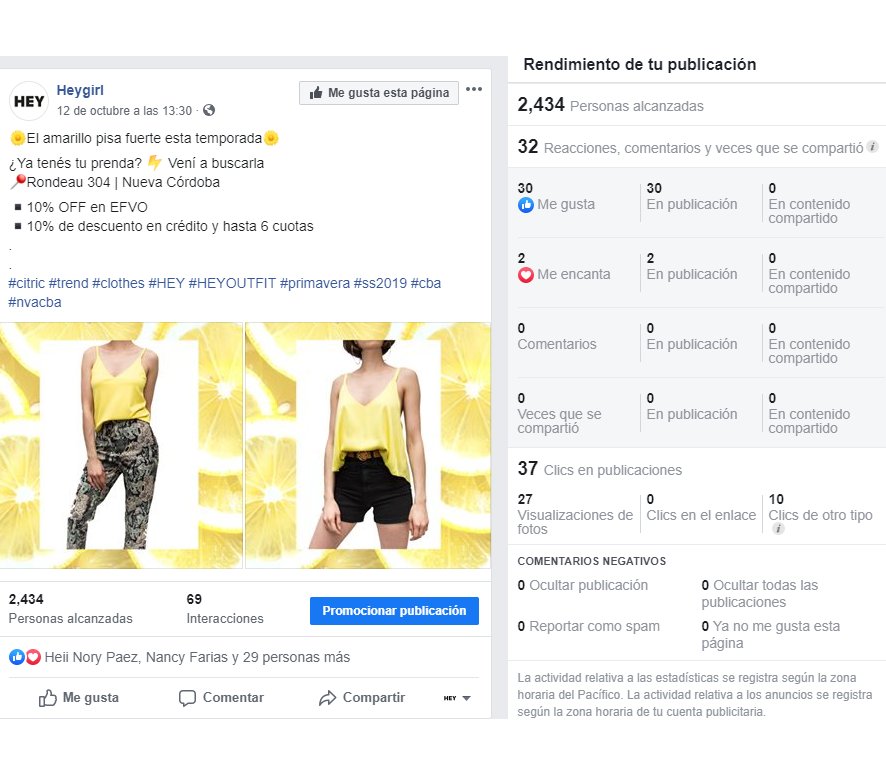 HEY
Heygirl
12 de octubre a las 13:30 ·
Me gusta esta página
🌼El amarillo pisa fuerte esta temporada🌼
¿Ya tenés tu prenda? ⚡ Vení a buscarla
📍Rondeau 304 | Nueva Córdoba
▪10% OFF en EFVO
▪10% de descuento en crédito y hasta 6 cuotas
.
.
#citric #trend #clothes #HEY #HEYOUTFIT #primavera #ss2019 #cba
#nvacba
2,434
Personas alcanzadas
69
Interacciones
Promocionar publicación
Heii Nory Paez, Nancy Farias y 29 personas más
Me gusta
Comentar
Compartir
HEY
Rendimiento de tu publicación
2,434 Personas alcanzadas
32 Reacciones, comentarios y veces que se compartió
30
Me gusta
30
En publicación
0
En contenido
compartido
2
Me encanta
2
En publicación
0
En contenido
compartido
0
Comentarios
0
En publicación
0
En contenido
compartido
0
Veces que se
compartió
0
En publicación
0
En contenido
compartido
37 Clics en publicaciones
27
Visualizaciones de
fotos
0
Clics en el enlace
10
Clics de otro tipo
COMENTARIOS NEGATIVOS
0 Ocultar publicación
0 Ocultar todas las
publicaciones
0 Reportar como spam
0 Ya no me gusta esta
página
La actividad relativa a las estadísticas se registra según la zona
horaria del Pacífico. La actividad relativa a los anuncios se registra
según la zona horaria de tu cuenta publicitaria.